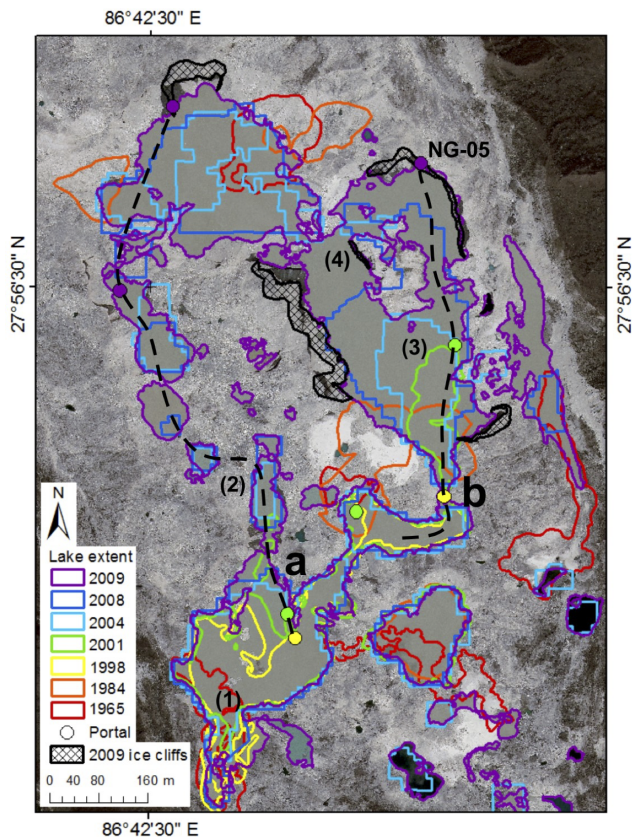 86°42'30" E
NG-05
27°56'30" N
27°56'30" N
(4)
(3)
b
(2)
a
(1)
N
Lake extent
2009
2008
2004
2001
1998
1984
1965
Portal
2009 ice cliffs
0 40 80 160 m
86°42'30" E